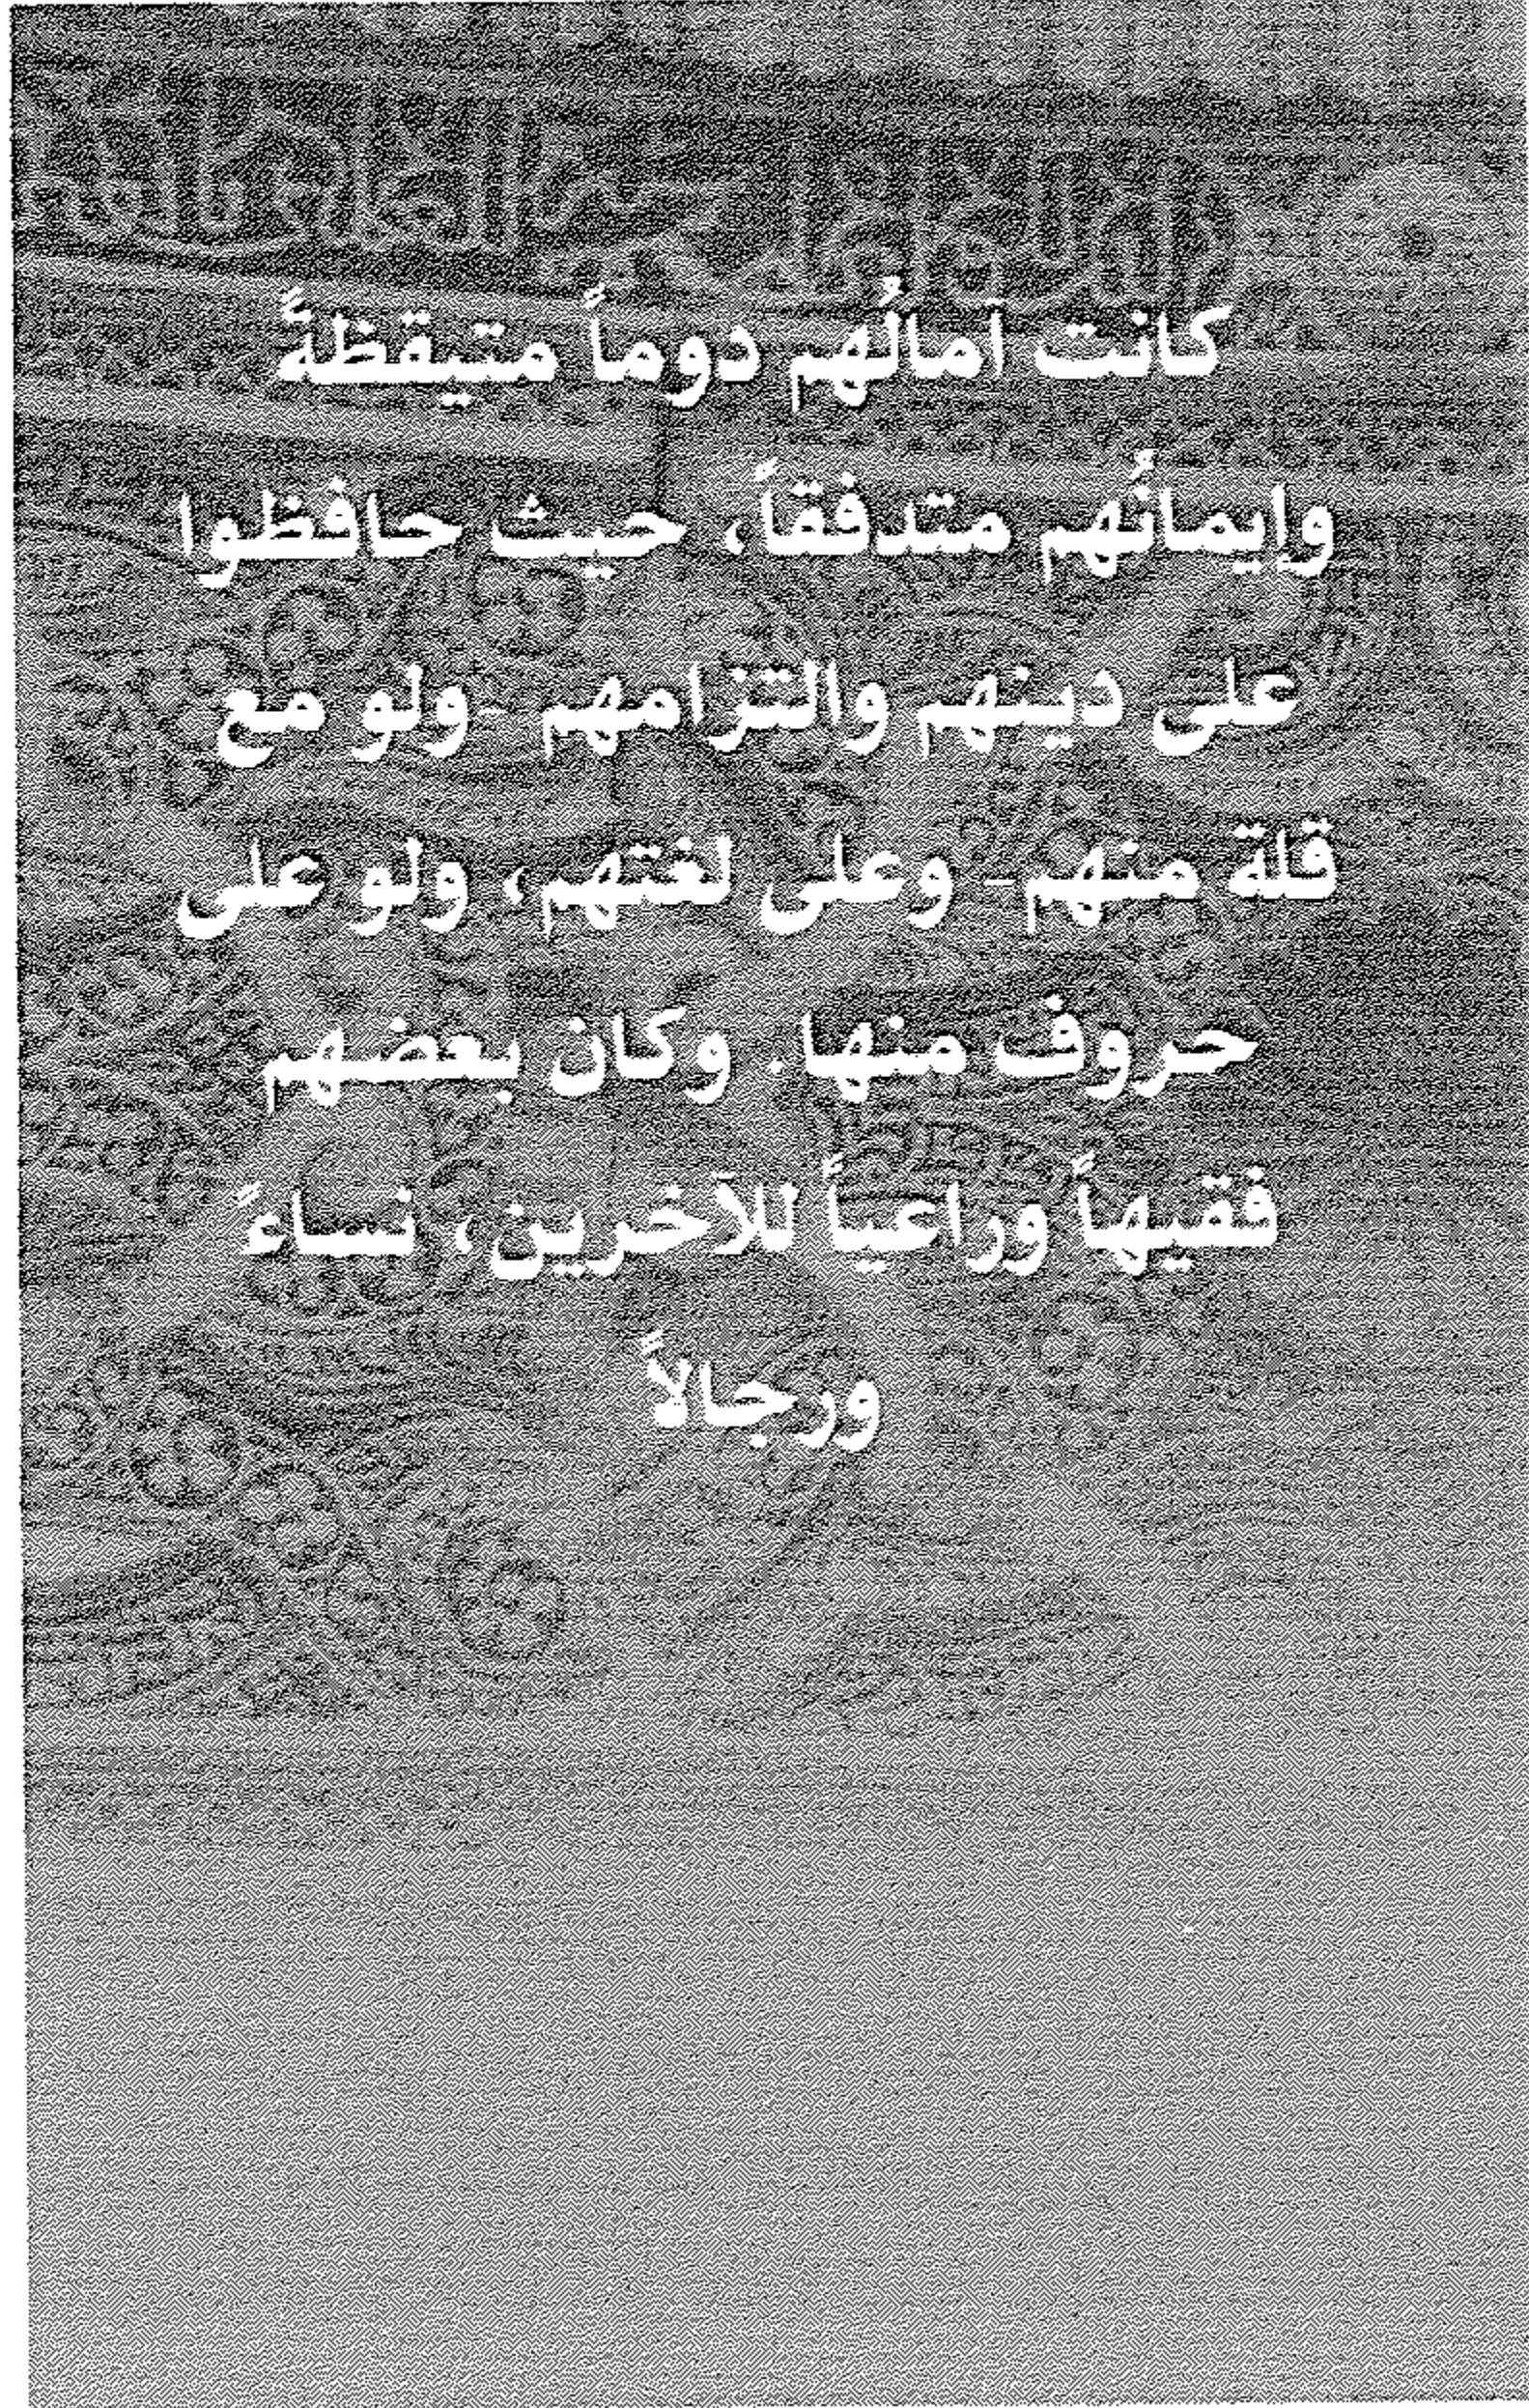 كانت آمالُهم دوماً متيقظةً
وإيمانُهم متدفقاً، حيث حافظوا
على دينهم والتزامهم -ولو مع
قلة منهم- وعلى لغتهم، ولو على
حروف منها. وكان بعضهم
فقيهاً وراعياً للآخرين، نساءً
ورجالاً